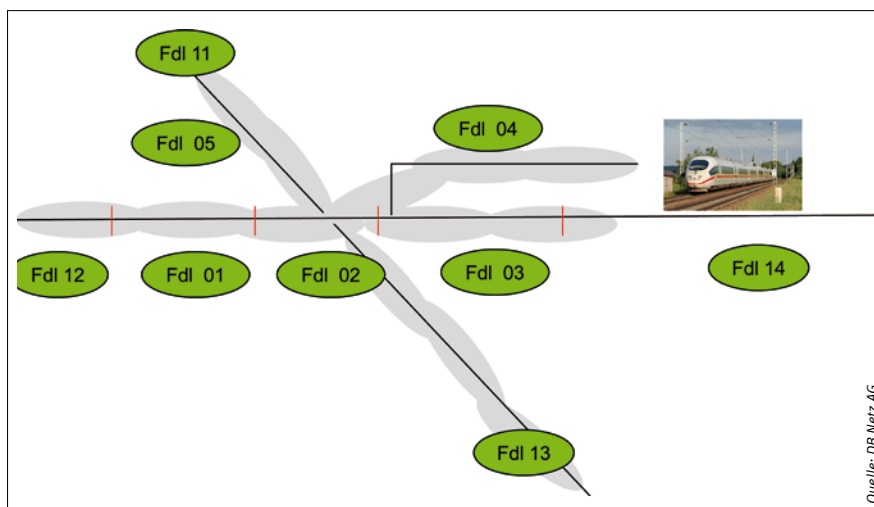 Fdl 11
Fdl 05
Fdl 04
Fdl 12
Fdl 01
Fdl 02
Fdl 03
Fdl 14
Fdl 13
Quelle: DB Netz AG